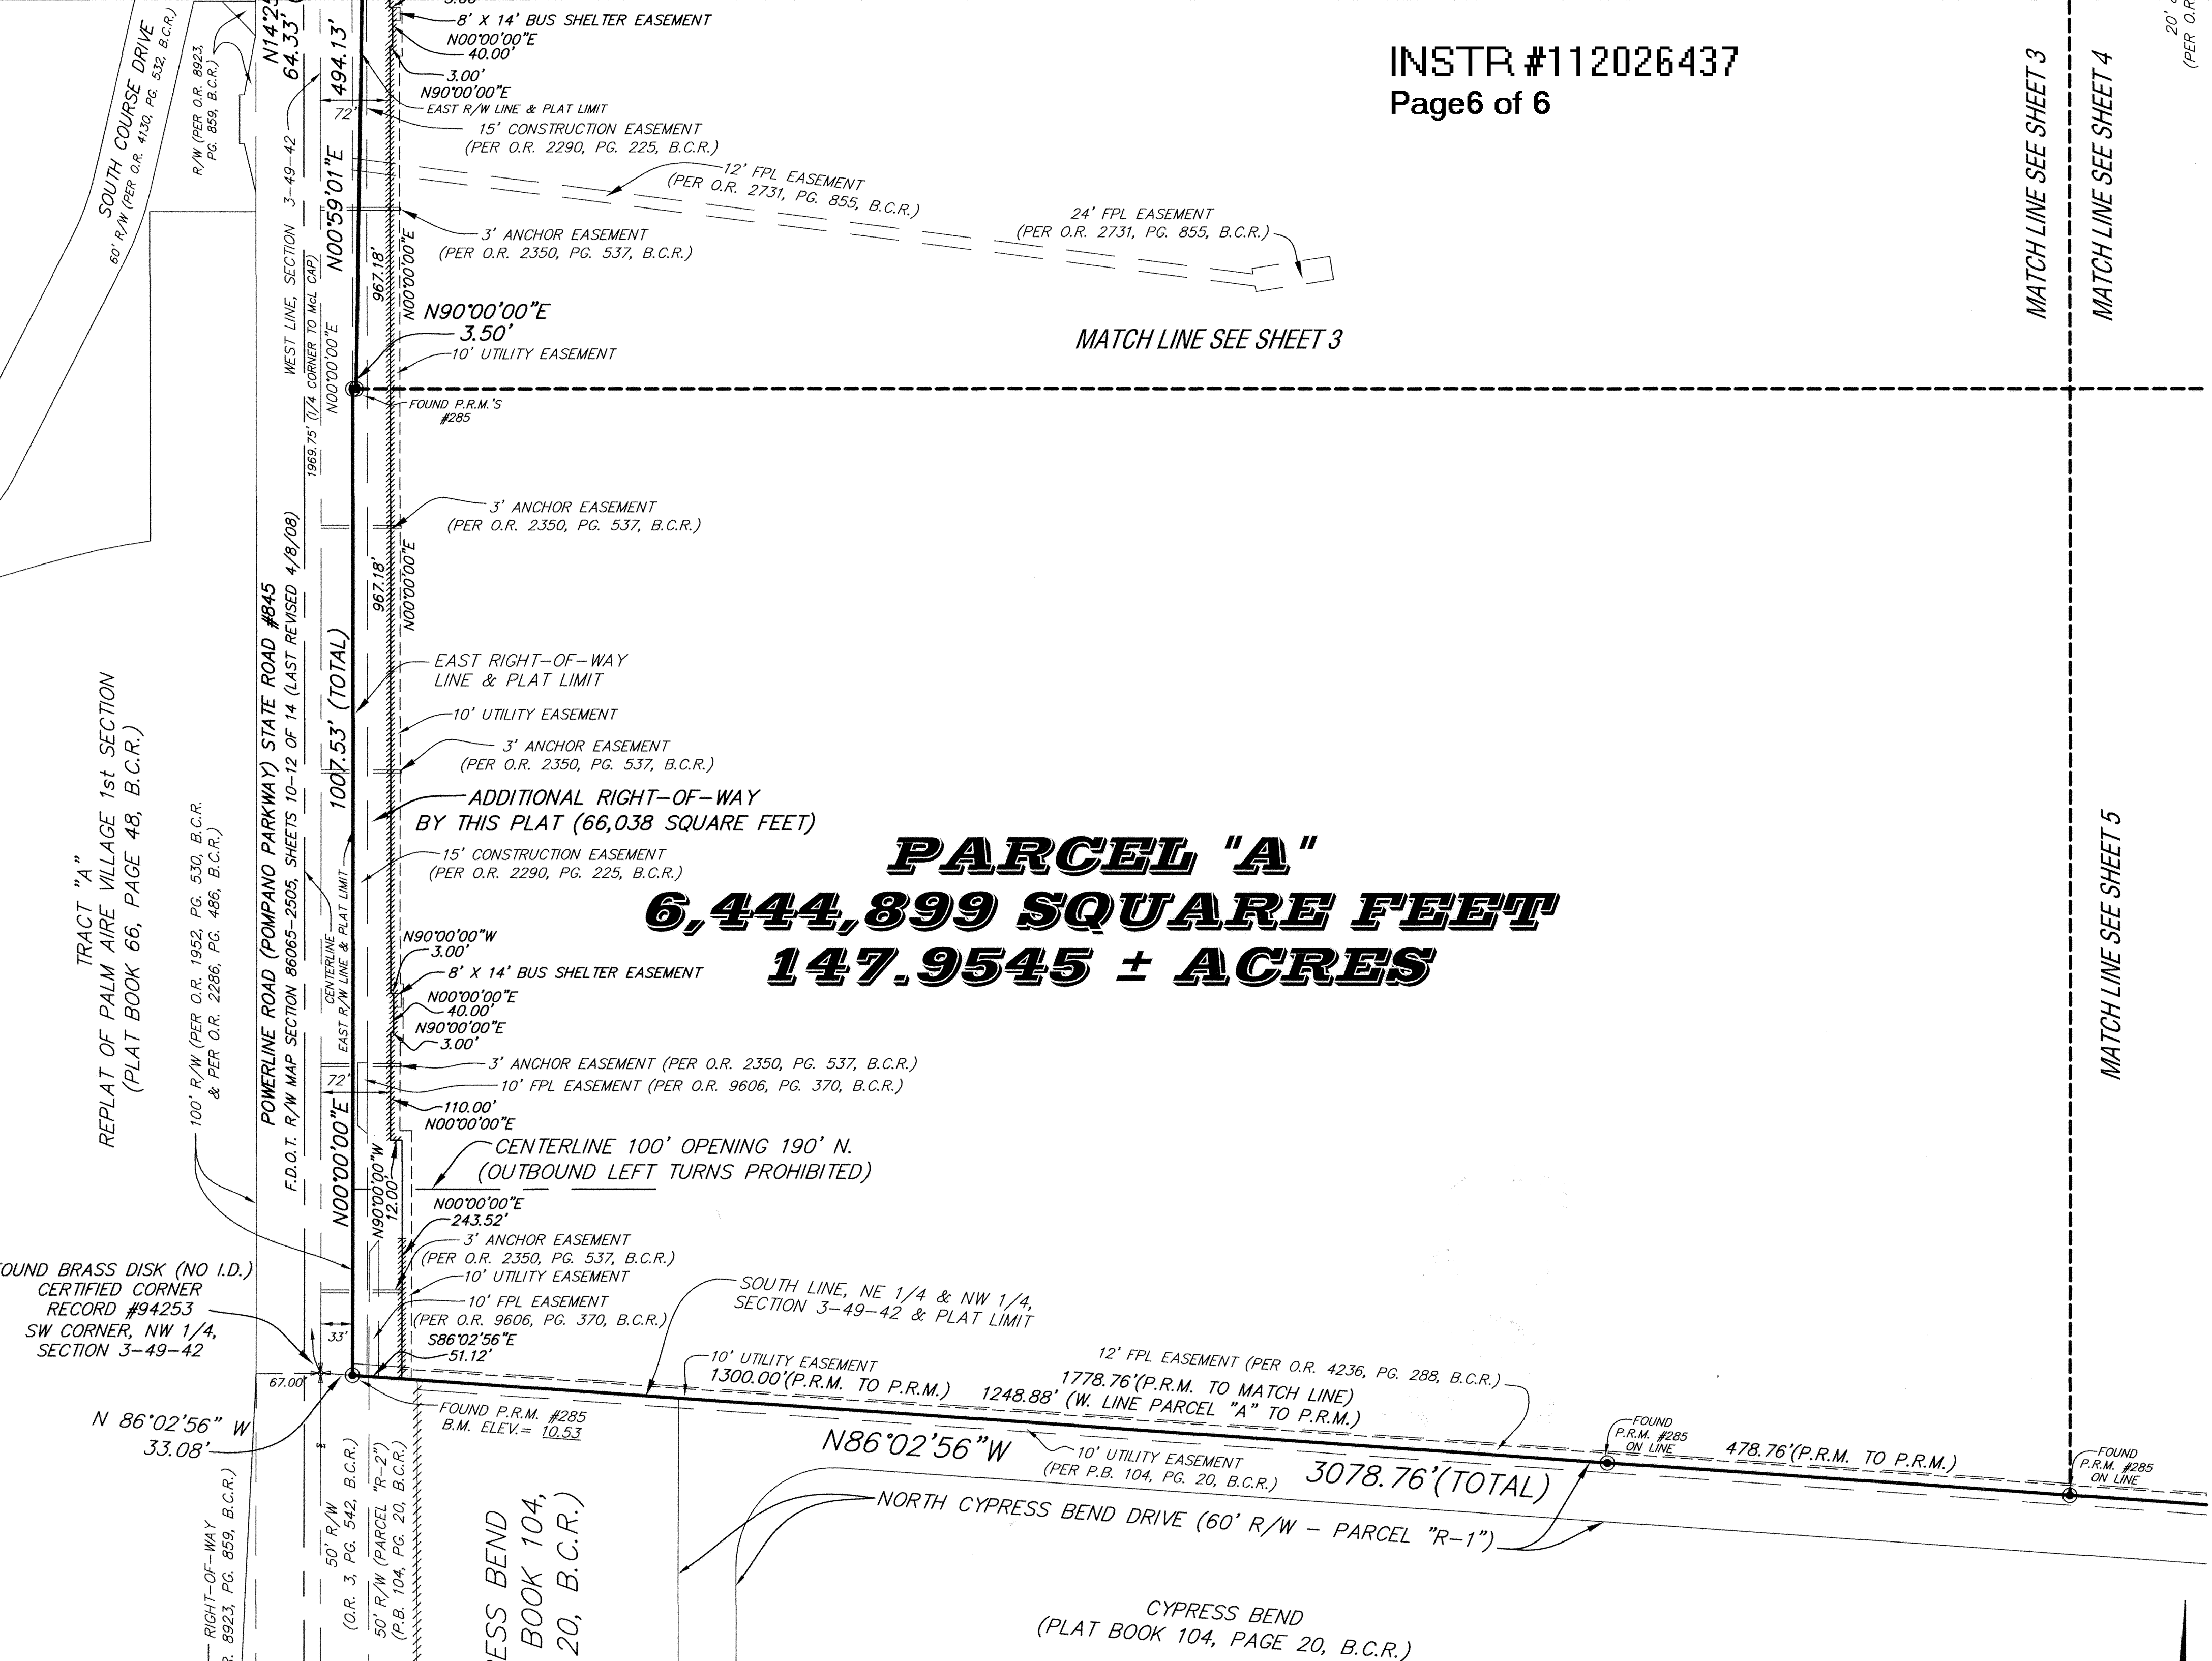 8' X 14' BUS SHELTER EASEMENT
N00°00'00"E
40.00'
3.00'
N90°00'00"E
EAST R/W LINE & PLAT LIMIT
72'
15' CONSTRUCTION EASEMENT
(PER O.R. 2290, PG. 225, B.C.R.)
12' FPL EASEMENT
(PER O.R. 2731, PG. 855, B.C.R.)
24' FPL EASEMENT
(PER O.R. 2731, PG. 855, B.C.R.)
3' ANCHOR EASEMENT
(PER O.R. 2350, PG. 537, B.C.R.)
INSTR #112026437
Page6 of 6
MATCH LINE SEE SHEET 3
MATCH LINE SEE SHEET 4
20'
(PER O.R.
SOUTH COURSE DRIVE
60' R/W (PER O.R. 4130, PG. 532, B.C.R.)
R/W (PER O.R. 8923,
PG. 859, B.C.R.)
N14°25
64.33'
494.13'
N00°59'01"E
WEST LINE, SECTION 3-49-42
1969.75' (1/4 CORNER TO McL CAP)
N00°00'00"E
967.18'
N00°00'00"E
N90°00'00"E
3.50'
10' UTILITY EASEMENT
MATCH LINE SEE SHEET 3
FOUND P.R.M.'S
#285
3' ANCHOR EASEMENT
(PER O.R. 2350, PG. 537, B.C.R.)
967.18'
N00°00'00"E
1007.53' (TOTAL)
EAST RIGHT-OF-WAY
LINE & PLAT LIMIT
10' UTILITY EASEMENT
3' ANCHOR EASEMENT
(PER O.R. 2350, PG. 537, B.C.R.)
ADDITIONAL RIGHT-OF-WAY
BY THIS PLAT (66,038 SQUARE FEET)
15' CONSTRUCTION EASEMENT
(PER O.R. 2290, PG. 225, B.C.R.)
PARCEL "A"
6,444,899 SQUARE FEET
147.9545 ± ACRES
MATCH LINE SEE SHEET 5
TRACT "A"
REPLAT OF PALM AIRE VILLAGE 1st SECTION
(PLAT BOOK 66, PAGE 48, B.C.R.)
100' R/W (PER O.R. 1952, PG. 530, B.C.R.
& PER O.R. 2286, PG. 486, B.C.R.)
POWERLINE ROAD (POMPANO PARKWAY) STATE ROAD #845
F.D.O.T. R/W MAP SECTION 86065-2505, SHEETS 10-12 OF 14 (LAST REVISED 4/8/08)
CENTERLINE
EAST R/W LINE & PLAT LIMIT
N90°00'00"W
3.00'
8' X 14' BUS SHELTER EASEMENT
N00°00'00"E
40.00'
N90°00'00"E
3.00'
3' ANCHOR EASEMENT (PER O.R. 2350, PG. 537, B.C.R.)
72'
10' FPL EASEMENT (PER O.R. 9606, PG. 370, B.C.R.)
110.00'
N00°00'00"E
N00°00'00"E
CENTERLINE 100' OPENING 190' N.
(OUTBOUND LEFT TURNS PROHIBITED)
N90°00'00"W
12.00'
N00°00'00"E
243.52'
3' ANCHOR EASEMENT
(PER O.R. 2350, PG. 537, B.C.R.)
10' UTILITY EASEMENT
10' FPL EASEMENT
(PER O.R. 9606, PG. 370, B.C.R.)
S86°02'56"E
51.12'
OUND BRASS DISK (NO I.D.)
CERTIFIED CORNER
RECORD #94253
SW CORNER, NW 1/4,
SECTION 3-49-42
33'
67.00'
N 86°02'56" W
33.08'
SOUTH LINE, NE 1/4 & NW 1/4,
SECTION 3-49-42 & PLAT LIMIT
10' UTILITY EASEMENT
1300.00'(P.R.M. TO P.R.M.)
12' FPL EASEMENT (PER O.R. 4236, PG. 288, B.C.R.)
1778.76'(P.R.M. TO MATCH LINE)
1248.88' (W. LINE PARCEL "A" TO P.R.M.)
FOUND P.R.M. #285
B.M. ELEV.= 10.53
N86°02'56"W
10' UTILITY EASEMENT
(PER P.B. 104, PG. 20, B.C.R.)
3078.76'(TOTAL)
FOUND
P.R.M. #285
ON LINE
478.76'(P.R.M. TO P.R.M.)
FOUND
P.R.M. #285
ON LINE
NORTH CYPRESS BEND DRIVE (60' R/W - PARCEL "R-1")
CYPRESS BEND
(PLAT BOOK 104, PAGE 20, B.C.R.)
RIGHT-OF-WAY
R. 8923, PG. 859, B.C.R.)
50' R/W
(O.R. 3, PG. 542, B.C.R.)
50' R/W (PARCEL "R-2")
(P.B. 104, PG. 20, B.C.R.)
ESS BEND
BOOK 104,
20, B.C.R.)